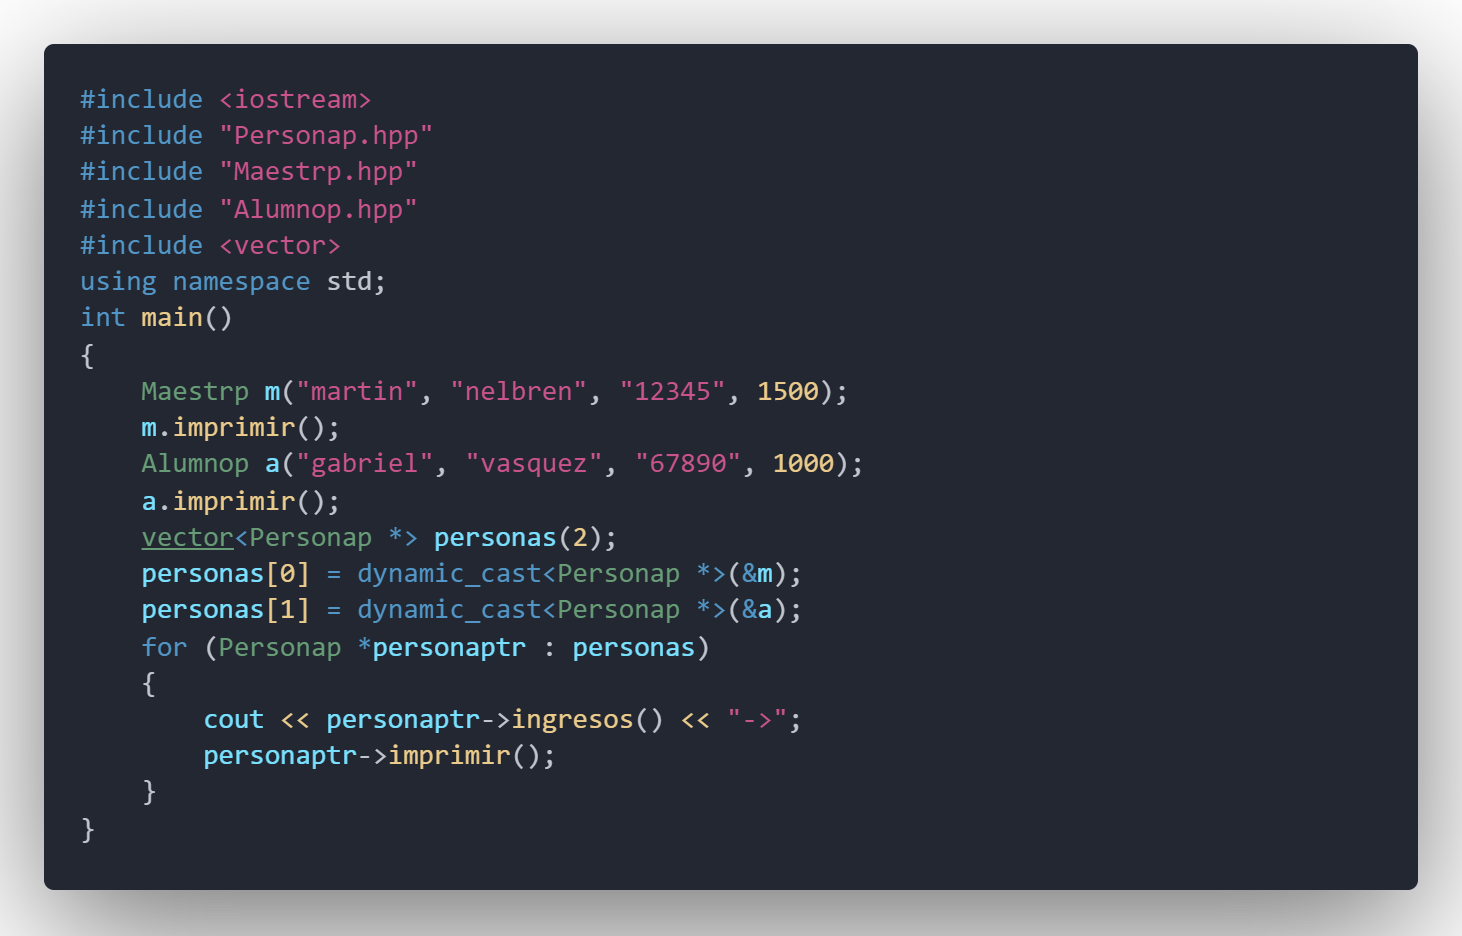 #include <iostream>
#include "Personap.hpp"
#include "Maestrp.hpp"
#include "Alumnop.hpp"
#include <vector>
using namespace std;
int main()
{
    Maestrp m("martin", "nelbren", "12345", 1500);
    m.imprimir();
    Alumnop a("gabriel", "vasquez", "67890", 1000);
    a.imprimir();
    vector<Personap *> personas(2);
    personas[0] = dynamic_cast<Personap *>(&m);
    personas[1] = dynamic_cast<Personap *>(&a);
    for (Personap *personaptr : personas)
    {
        cout << personaptr->ingresos() << "->";
        personaptr->imprimir();
    }
}